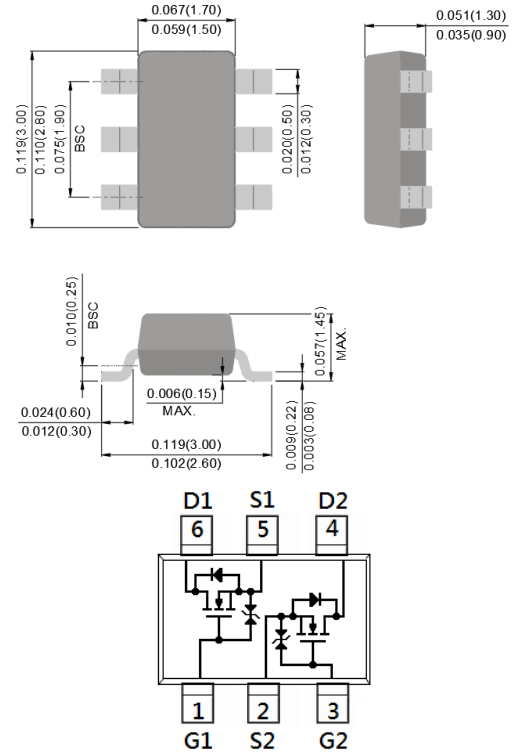 0.067(1.70)
0.059(1.50)
0.051(1.30)
0.035(0.90)
0.119(3.00)
0.110(2.80)
0.075(1.90)
BSC
0.020(0.50)
0.012(0.30)
0.010(0.25)
BSC
0.057(1.45)
MAX.
0.006(0.15)
MAX.
0.024(0.60)
0.012(0.30)
0.009(0.22)
0.003(0.08)
0.119(3.00)
0.102(2.60)
D1 S1 D2
6 5 4
1 2 3
G1 S2 G2